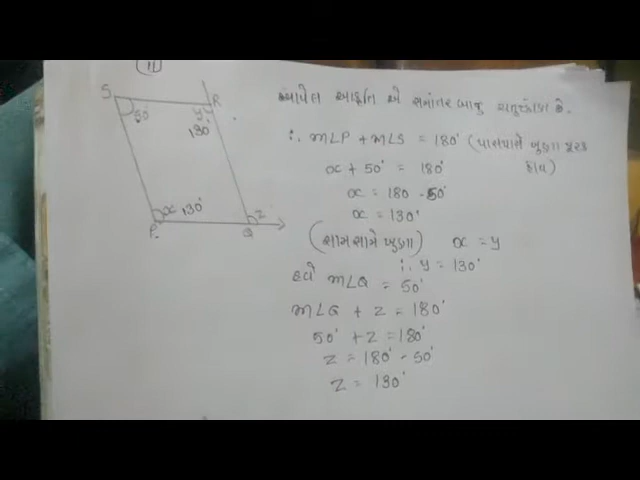 11
S
R
50°
y
130°
x 130°
z
P
Q
આપેલ આકૃતિ એ સમાંતર બાજુ ચતુષ્કોણ છે.
∴ m∠P + m∠S = 180° (પાસપાસેના ખૂણા પૂરક
હોય)
x + 50° = 180°
x = 180 - 50°
x = 130°
(સામસામે ખૂણા) x = y
∴ y = 130°
હવે m∠Q = 50°
m∠Q + z = 180°
50° + z = 180°
z = 180° - 50°
z = 130°